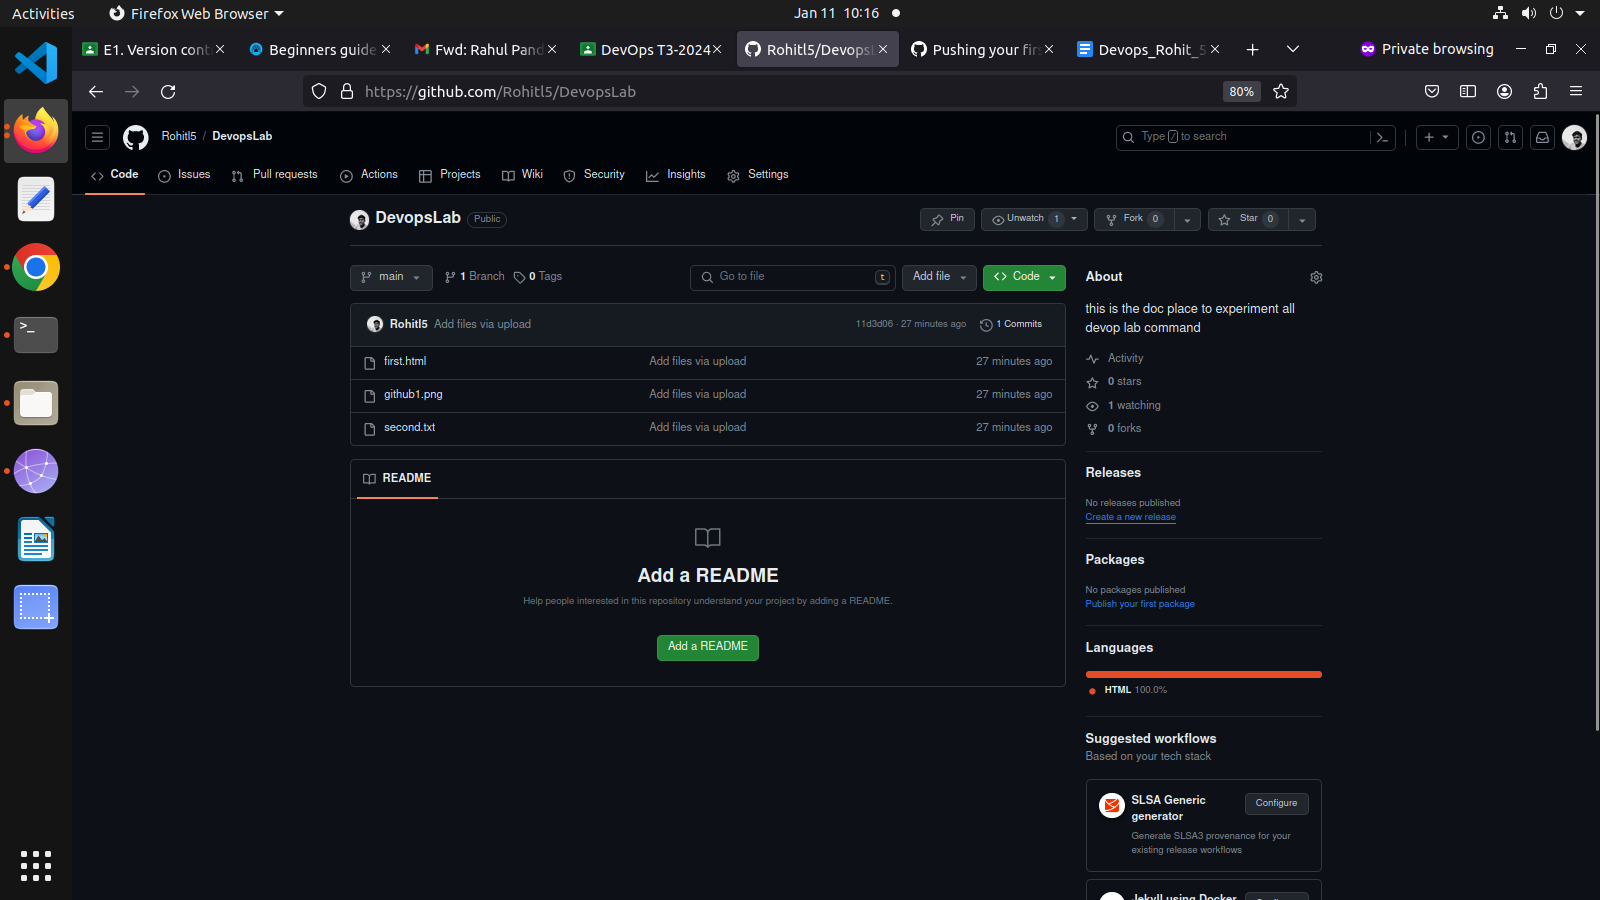 Activities
Firefox Web Browser
Jan 11 10:16
E1. Version cont
Beginners guide
Fwd: Rahul Pand
DevOps T3-2024
Rohitl5/DevopsL
Pushing your firs
Devops_Rohit_5
Private browsing
https://github.com/Rohitl5/DevopsLab
80%
Rohitl5 / DevopsLab
Type / to search
Code
Issues
Pull requests
Actions
Projects
Wiki
Security
Insights
Settings
DevopsLab
Public
Pin
Unwatch 1
Fork 0
Star 0
main
1 Branch
0 Tags
Go to file
t
Add file
Code
Rohitl5 Add files via upload
11d3d06 · 27 minutes ago
1 Commits
first.html Add files via upload 27 minutes ago
github1.png Add files via upload 27 minutes ago
second.txt Add files via upload 27 minutes ago
README
Add a README
Help people interested in this repository understand your project by adding a README.
Add a README
About
this is the doc place to experiment all
devop lab command
Activity
0 stars
1 watching
0 forks
Releases
No releases published
Create a new release
Packages
No packages published
Publish your first package
Languages
HTML 100.0%
Suggested workflows
Based on your tech stack
SLSA Generic
generator
Configure
Generate SLSA3 provenance for your
existing release workflows
Jekyll using Docker
Configure